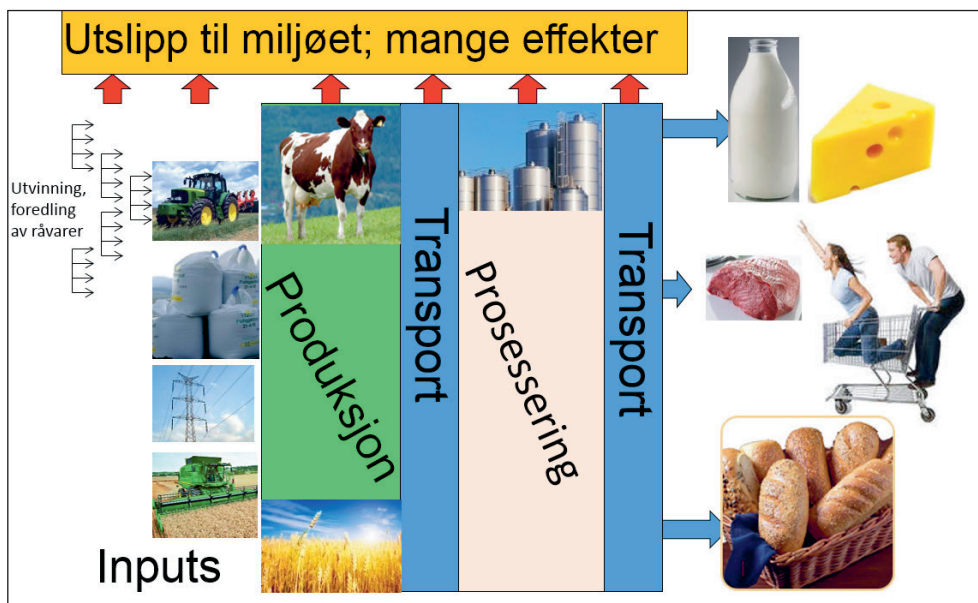 Utslipp til miljøet; mange effekter
Utvinning,
foredling
av råvarer
Produksjon
Transport
Prosessering
Transport
Inputs